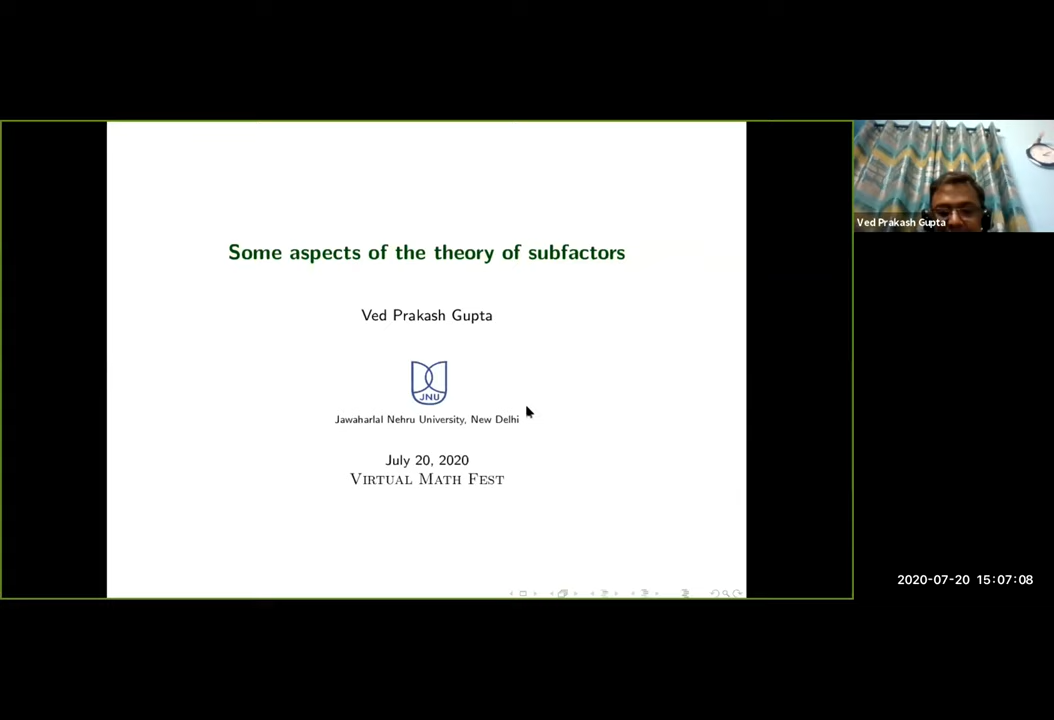 Some aspects of the theory of subfactors
Ved Prakash Gupta
JNU
Jawaharlal Nehru University, New Delhi
July 20, 2020
VIRTUAL MATH FEST
Ved Prakash Gupta
2020-07-20 15:07:08